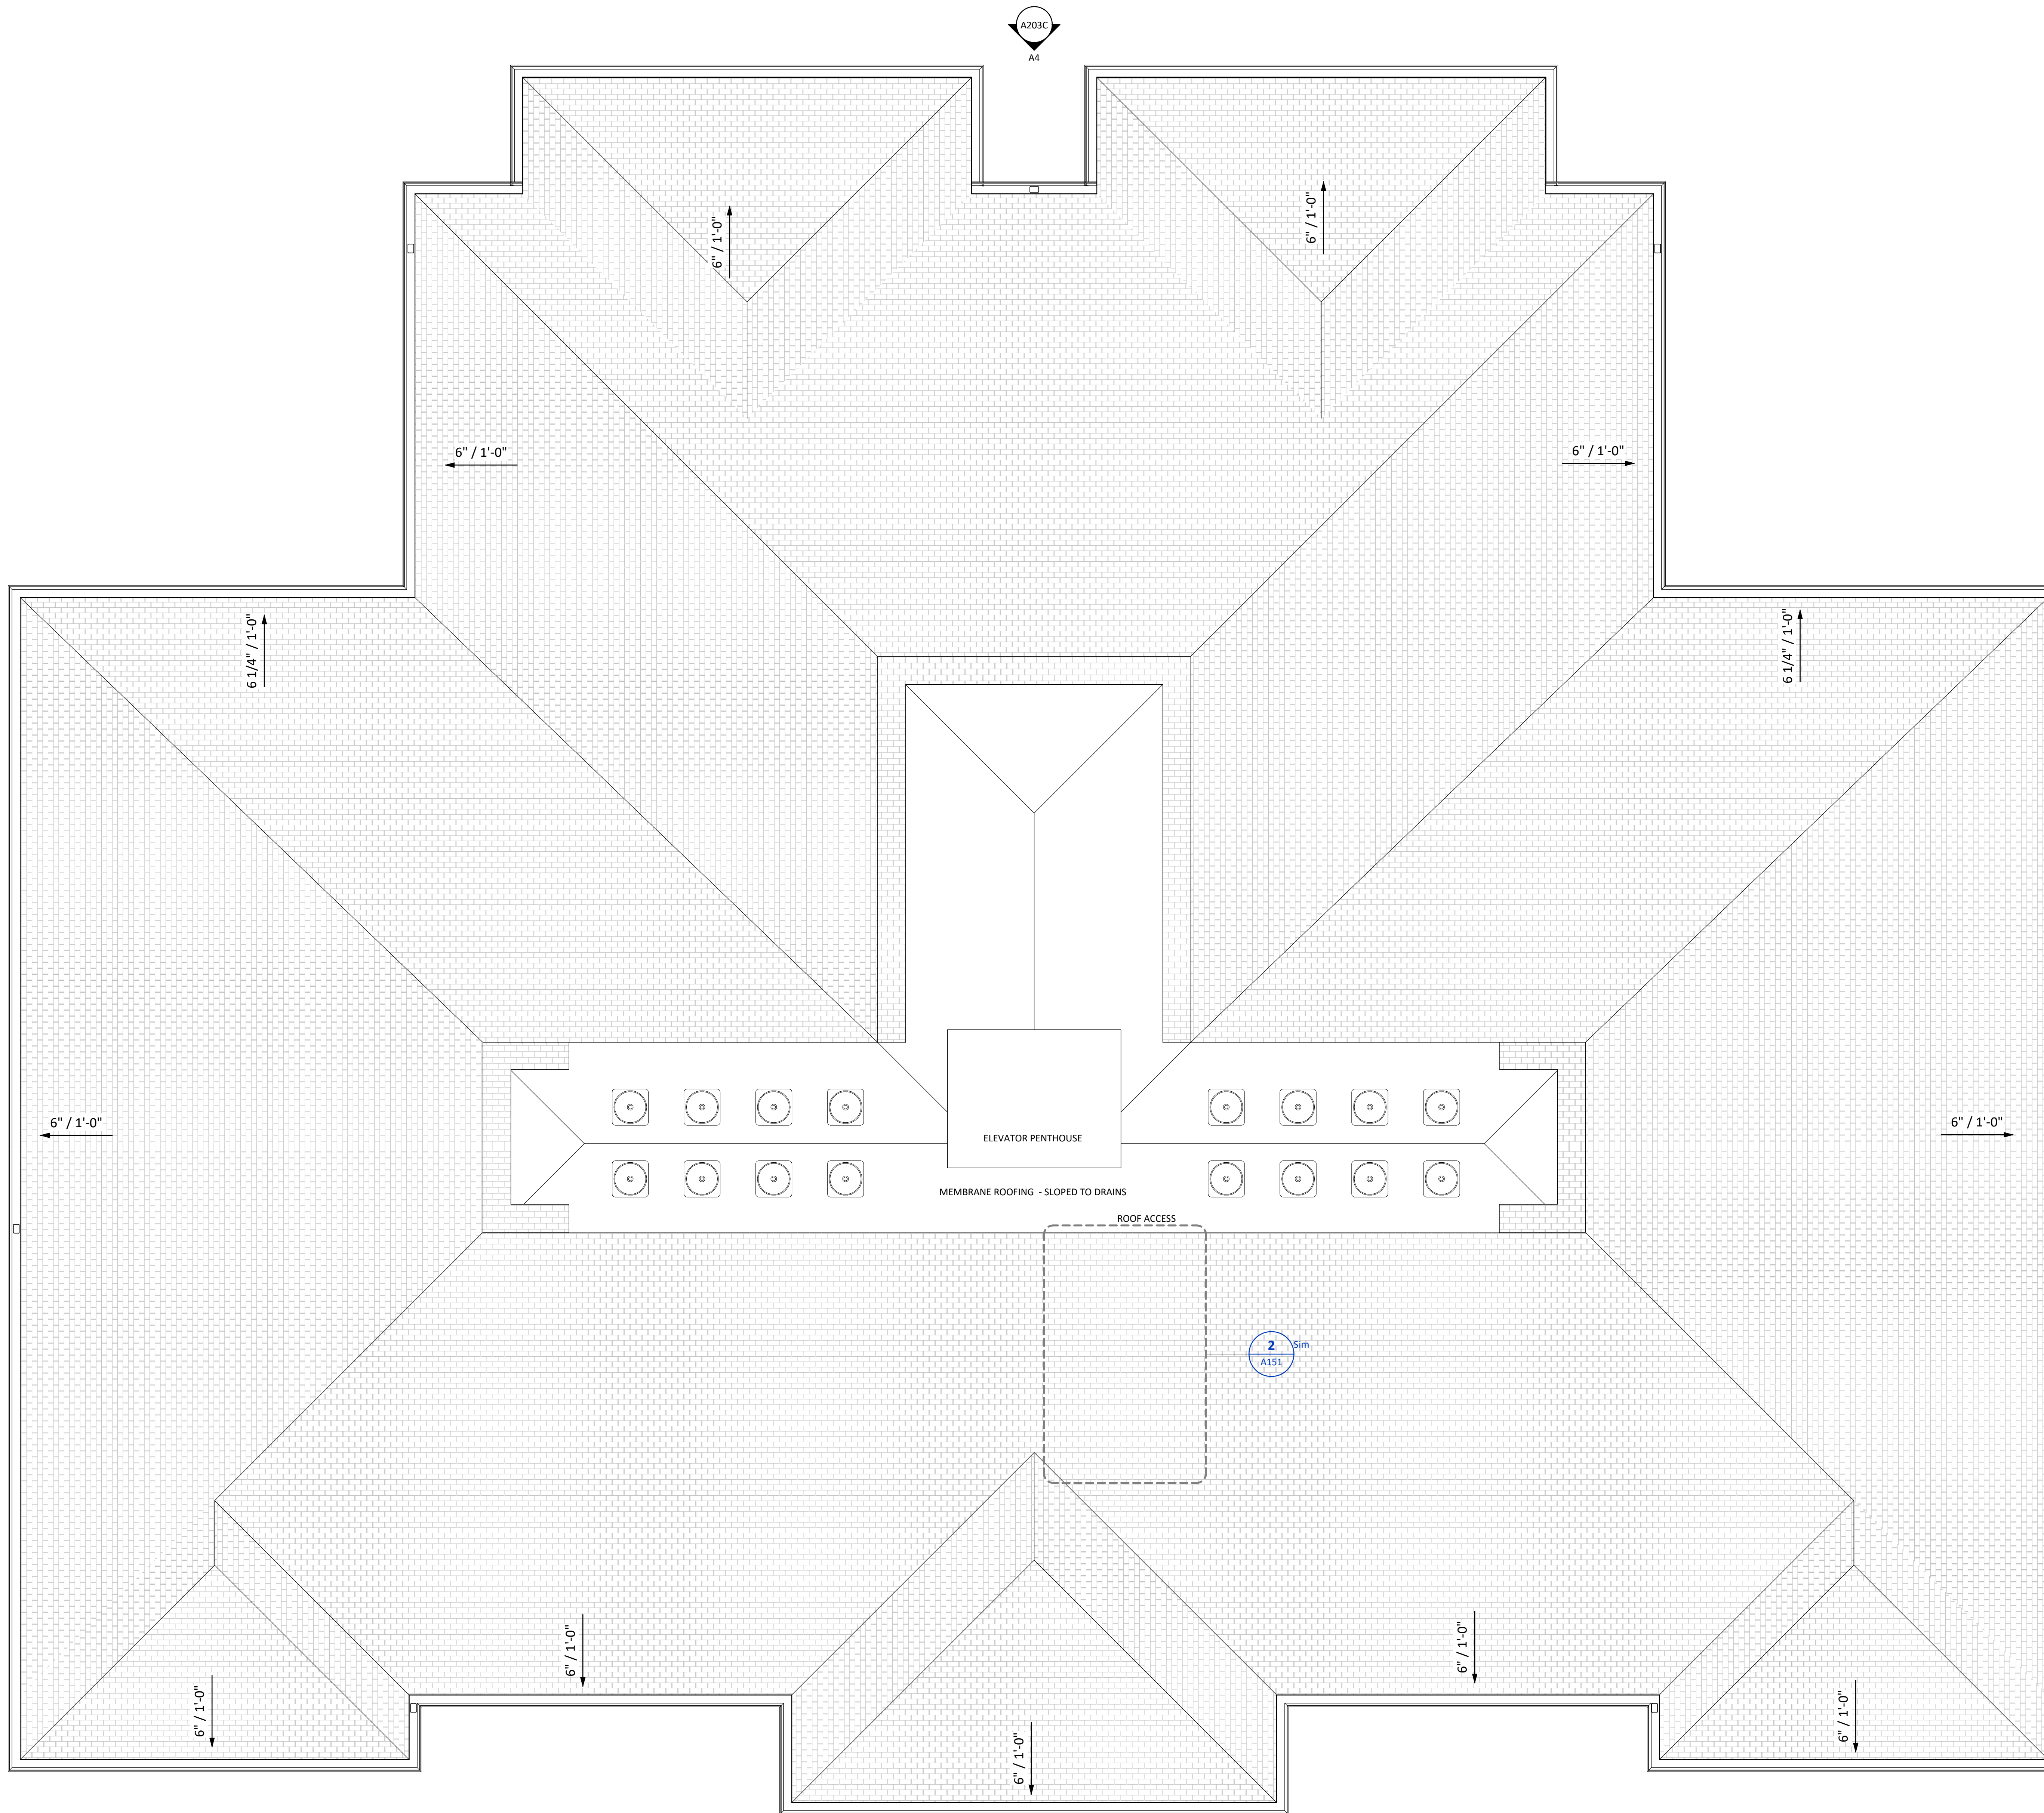 A203C
A4
6" / 1'-0"
6" / 1'-0"
6" / 1'-0"
6" / 1'-0"
6 1/4" / 1'-0"
6 1/4" / 1'-0"
6" / 1'-0"
6" / 1'-0"
ELEVATOR PENTHOUSE
MEMBRANE ROOFING - SLOPED TO DRAINS
ROOF ACCESS
2
Sim
A151
6" / 1'-0"
6" / 1'-0"
6" / 1'-0"
6" / 1'-0"
6" / 1'-0"